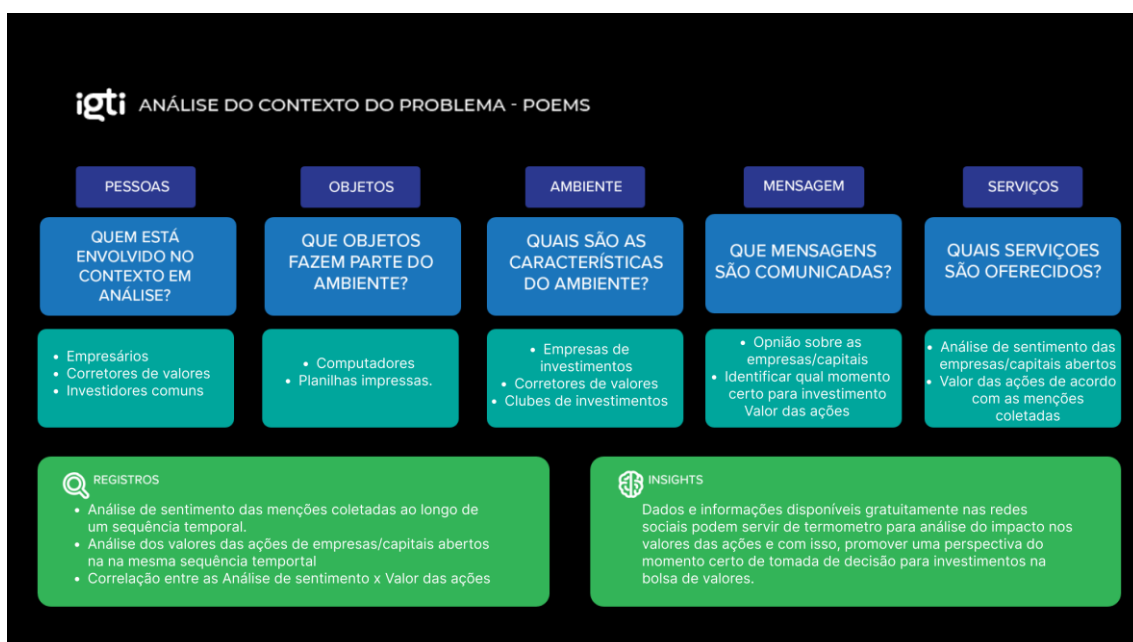 igti ANÁLISE DO CONTEXTO DO PROBLEMA - POEMS
PESSOAS
OBJETOS
AMBIENTE
MENSAGEM
SERVIÇOS
QUEM ESTÁ
ENVOLVIDO NO
CONTEXTO EM
ANÁLISE?
QUE OBJETOS
FAZEM PARTE DO
AMBIENTE?
QUAIS SÃO AS
CARACTERÍSTICAS
DO AMBIENTE?
QUE MENSAGENS
SÃO COMUNICADAS?
QUAIS SERVIÇOES
SÃO OFERECIDOS?
• Empresários
• Corretores de valores
• Investidores comuns
• Computadores
• Planilhas impressas.
• Empresas de
investimentos
• Corretores de valores
• Clubes de investimentos
• Opnião sobre as
empresas/capitais
• Identificar qual momento
certo para investimento
Valor das ações
• Análise de sentimento das
empresas/capitais abertos
• Valor das ações de acordo
com as menções
coletadas
REGISTROS
• Análise de sentimento das menções coletadas ao longo de
um sequência temporal.
• Análise dos valores das ações de empresas/capitais abertos
na na mesma sequência temportal
• Correlação entre as Análise de sentimento x Valor das ações
INSIGHTS
Dados e informações disponíveis gratuitamente nas redes
sociais podem servir de termometro para análise do impacto nos
valores das ações e com isso, promover uma perspectiva do
momento certo de tomada de decisão para investimentos na
bolsa de valores.